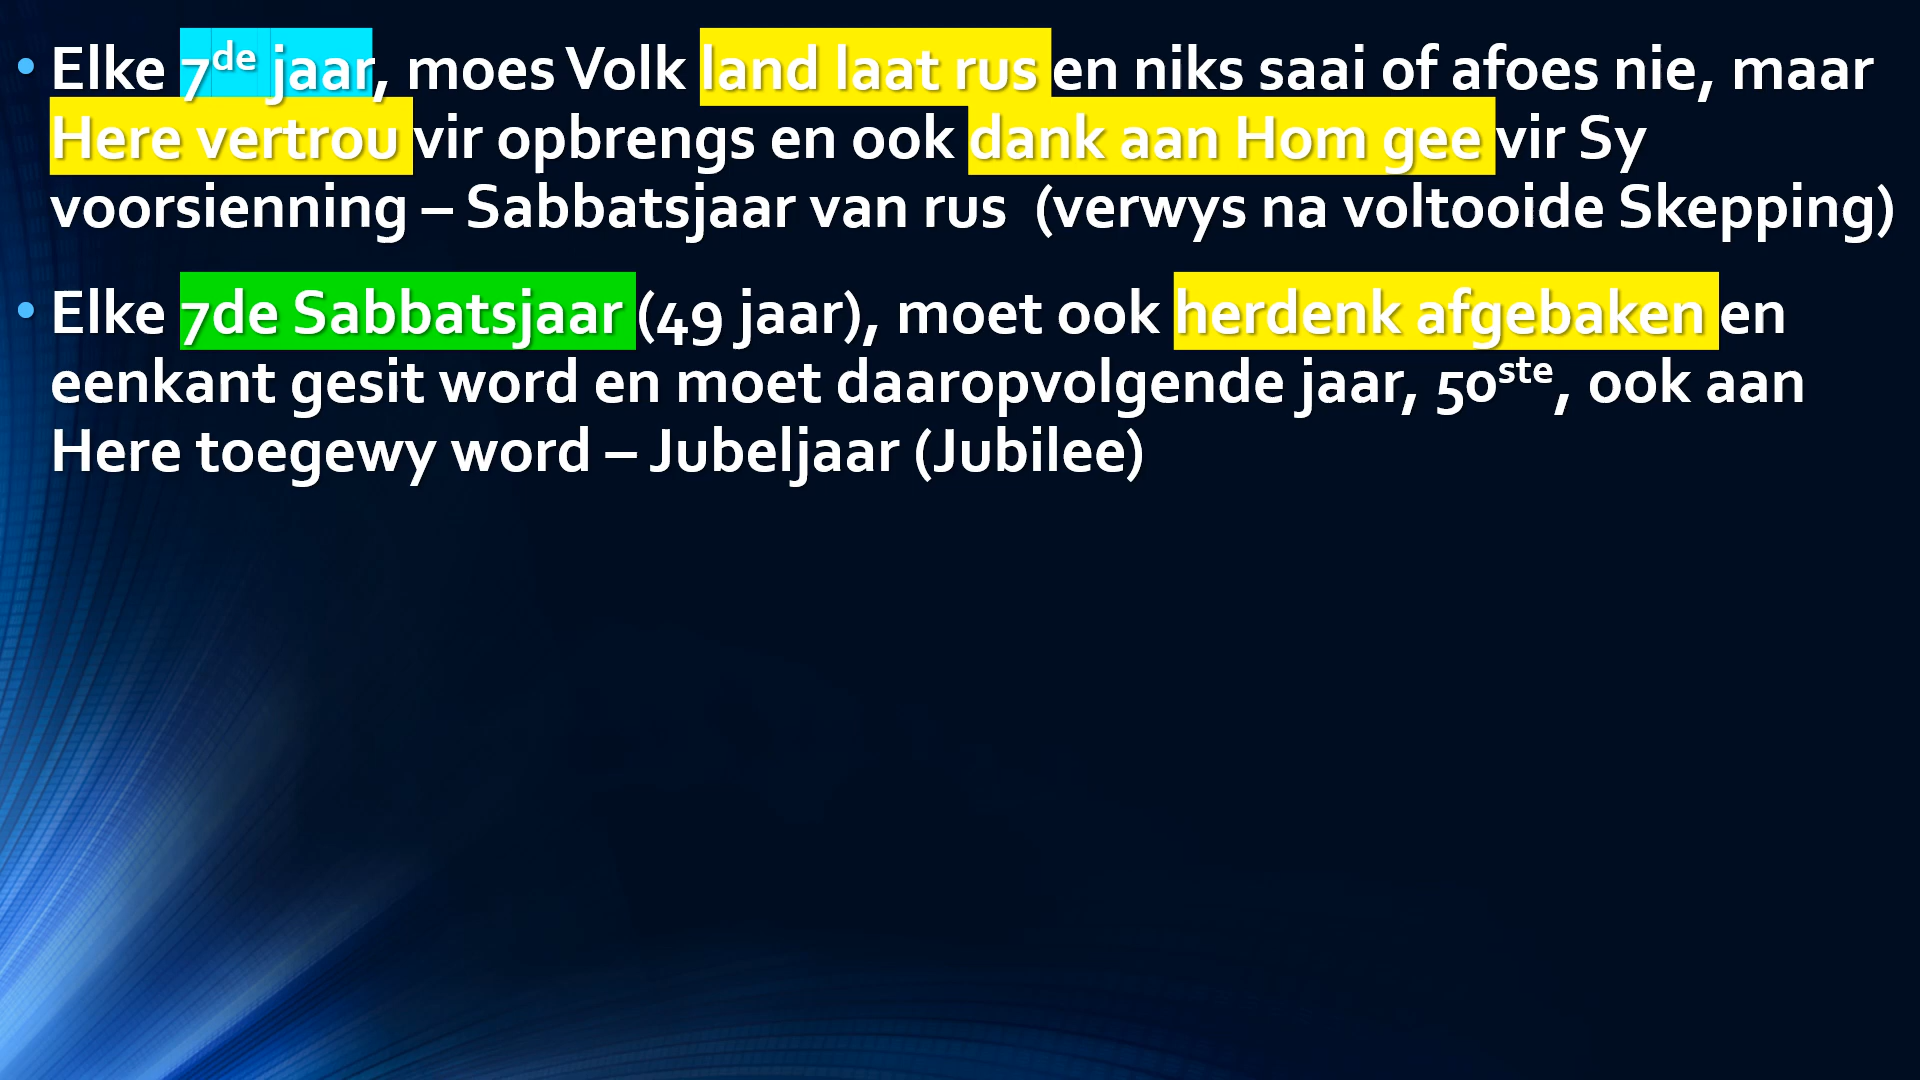 • Elke 7de jaar, moes Volk land laat rus en niks saai of afoes nie, maar
Here vertrou vir opbrengs en ook dank aan Hom gee vir Sy
voorsienning – Sabbatsjaar van rus (verwys na voltooide Skepping)
• Elke 7de Sabbatsjaar (49 jaar), moet ook herdenk afgebaken en
eenkant gesit word en moet daaropvolgende jaar, 50ste, ook aan
Here toegewy word – Jubeljaar (Jubilee)